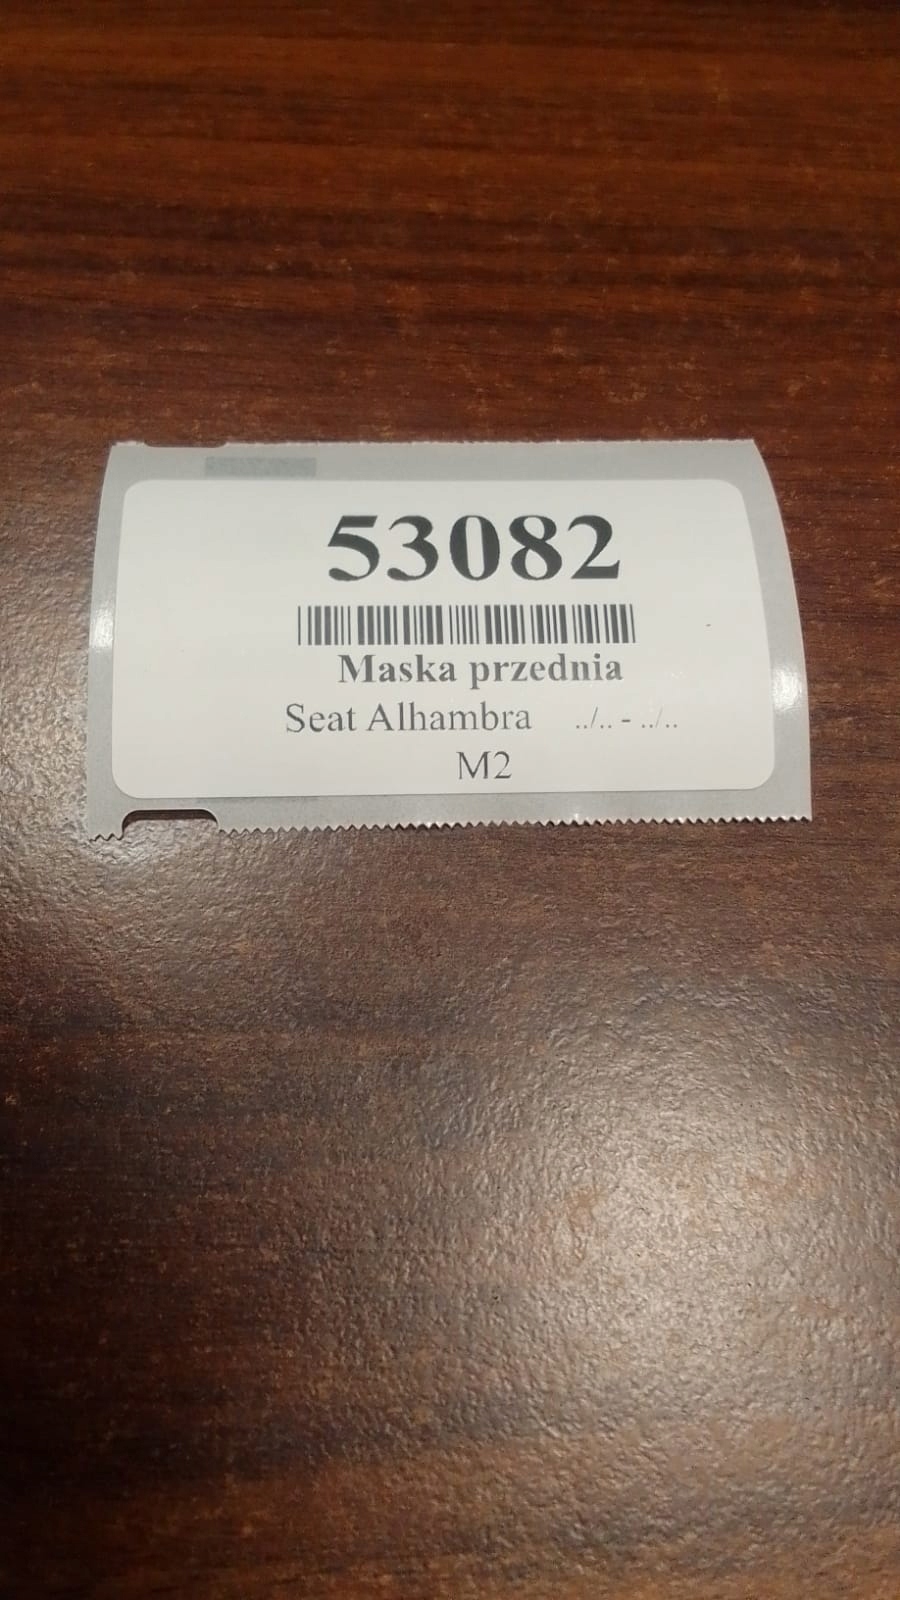 53082
Maska przednia
Seat Alhambra ../.. - ../..
M2